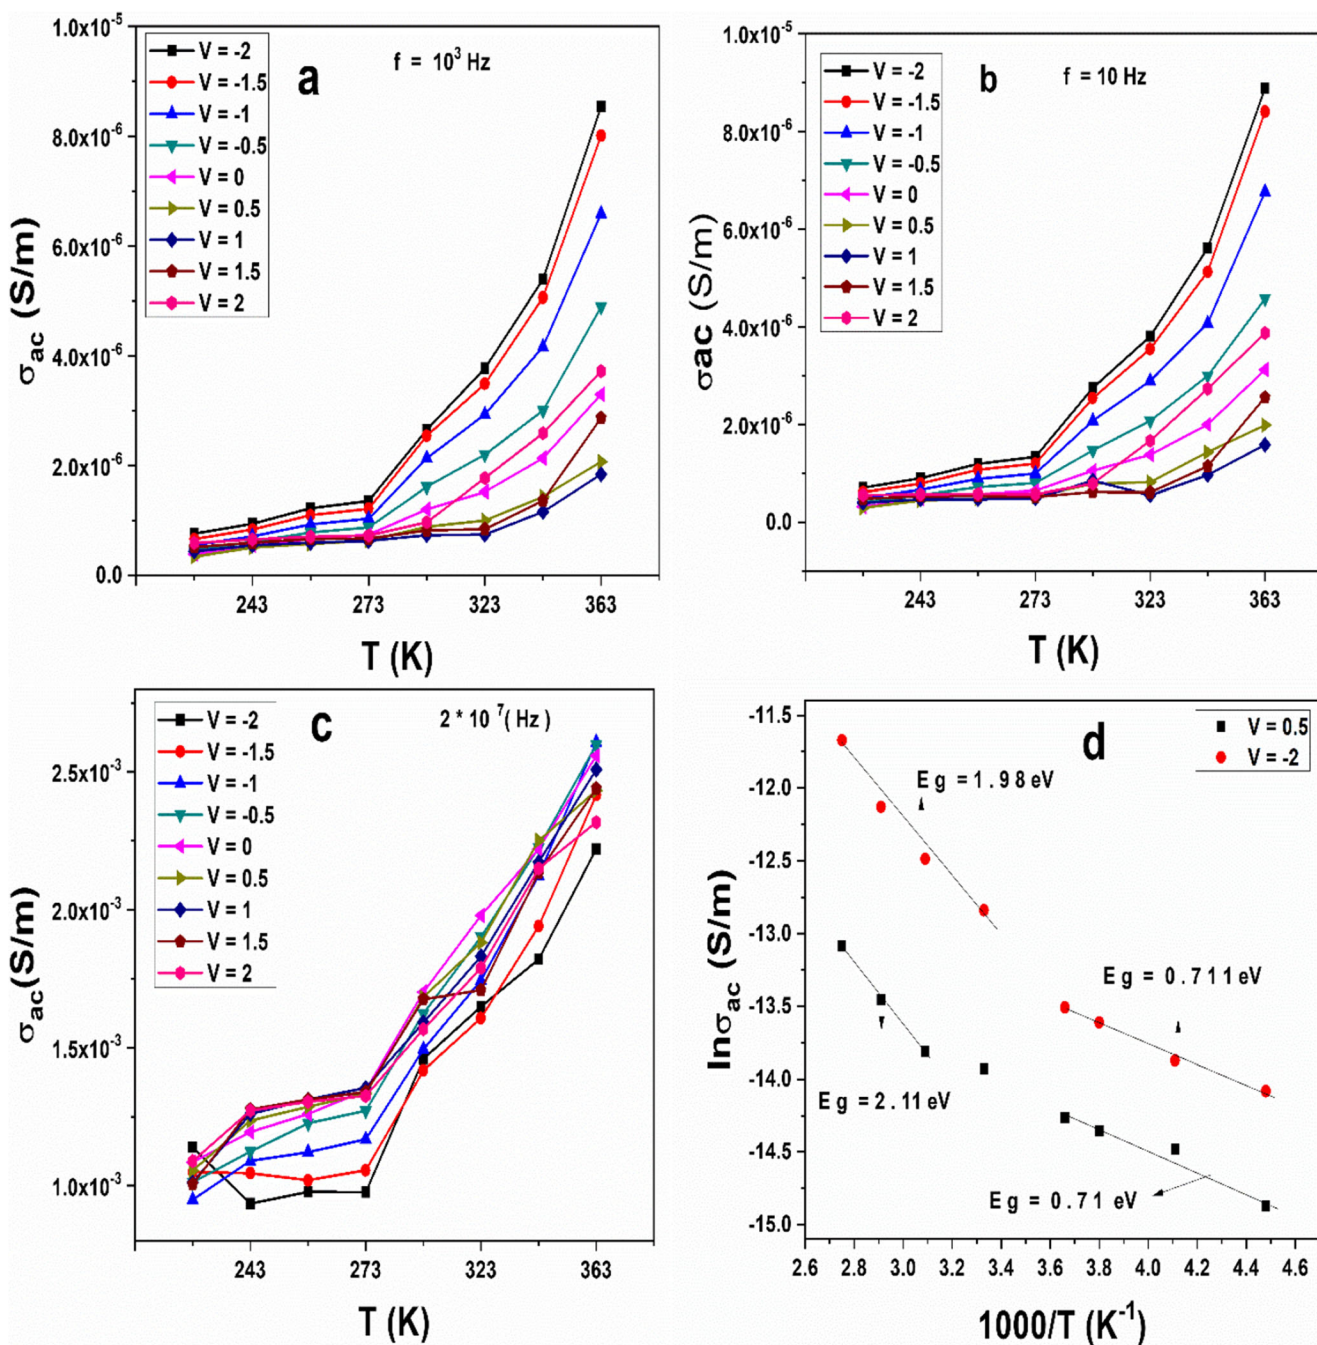 1.0x10⁻⁵
8.0x10⁻⁶
6.0x10⁻⁶
4.0x10⁻⁶
2.0x10⁻⁶
0.0
σac (S/m)
V = -2
V = -1.5
V = -1
V = -0.5
V = 0
V = 0.5
V = 1
V = 1.5
V = 2
a
f = 10³ Hz
243 273 323 363
T (K)
1.0x10⁻⁵
8.0x10⁻⁶
6.0x10⁻⁶
4.0x10⁻⁶
2.0x10⁻⁶
0.0
σac (S/m)
V = -2
V = -1.5
V = -1
V = -0.5
V = 0
V = 0.5
V = 1
V = 1.5
V = 2
b
f = 10 Hz
243 273 323 363
T (K)
2.5x10⁻³
2.0x10⁻³
1.5x10⁻³
1.0x10⁻³
σac(S/m)
V = -2
V = -1.5
V = -1
V = -0.5
V = 0
V = 0.5
V = 1
V = 1.5
V = 2
c
2 * 10 ⁷( Hz )
243 273 323 363
T (K)
-11.5
-12.0
-12.5
-13.0
-13.5
-14.0
-14.5
-15.0
lnσac (S/m)
d
V = 0.5
V = -2
E g = 1.98 eV
E g = 0.711 eV
E g = 2.11 eV
E g = 0.71 eV
2.6 2.8 3.0 3.2 3.4 3.6 3.8 4.0 4.2 4.4 4.6
1000/T (K⁻¹)